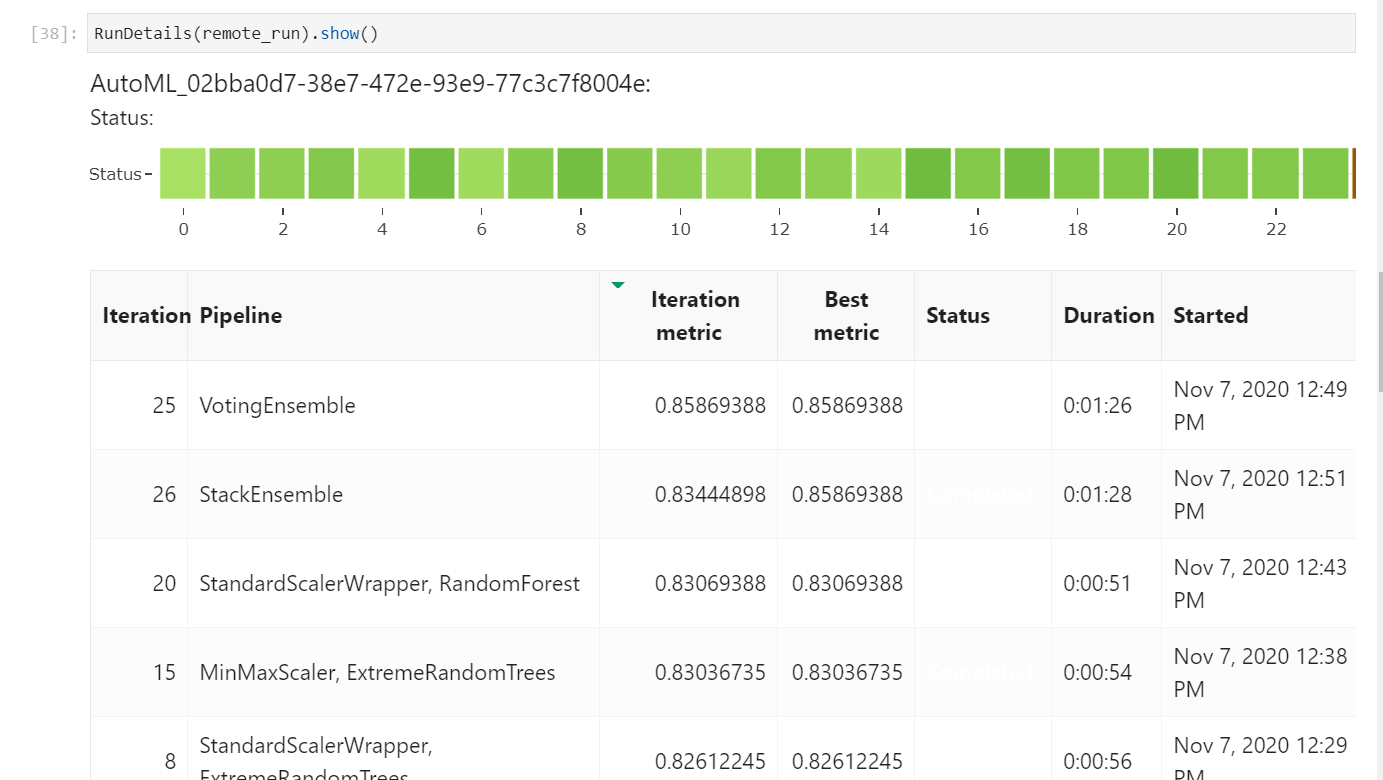 [38]: RunDetails(remote_run).show()
AutoML_02bba0d7-38e7-472e-93e9-77c3c7f8004e:
Status:
Status
0 2 4 6 8 10 12 14 16 18 20 22
Iteration Pipeline Iteration metric Best metric Status Duration Started
25 VotingEnsemble 0.85869388 0.85869388 0:01:26 Nov 7, 2020 12:49
PM
26 StackEnsemble 0.83444898 0.85869388 Completed 0:01:28 Nov 7, 2020 12:51
PM
20 StandardScalerWrapper, RandomForest 0.83069388 0.83069388 0:00:51 Nov 7, 2020 12:43
PM
15 MinMaxScaler, ExtremeRandomTrees 0.83036735 0.83036735 Completed 0:00:54 Nov 7, 2020 12:38
PM
8 StandardScalerWrapper, 0.82612245 0.82612245 0:00:56 Nov 7, 2020 12:29
ExtremeRandomTrees PM